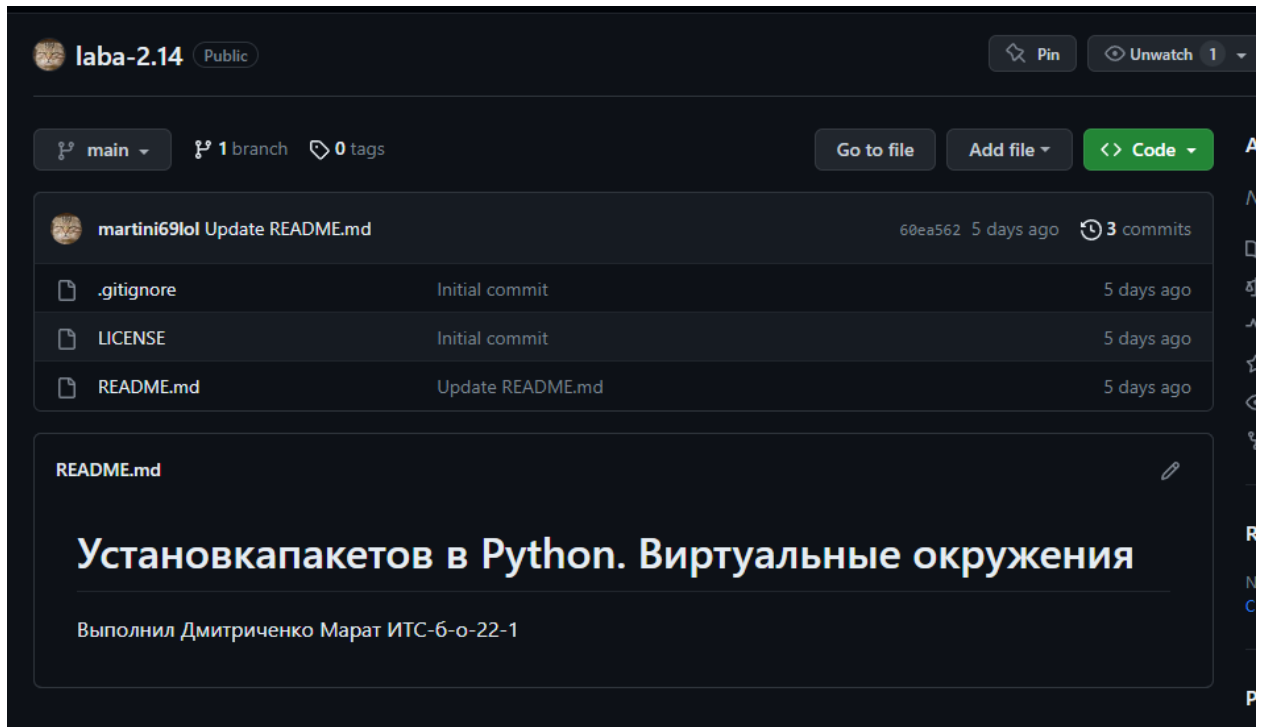 laba-2.14 Public Pin Unwatch 1
main 1 branch 0 tags Go to file Add file <> Code
martini69lol Update README.md 60ea562 5 days ago 3 commits
.gitignore Initial commit 5 days ago
LICENSE Initial commit 5 days ago
README.md Update README.md 5 days ago
README.md
Установкапакетов в Python. Виртуальные окружения
Выполнил Дмитриченко Марат ИТС-б-о-22-1